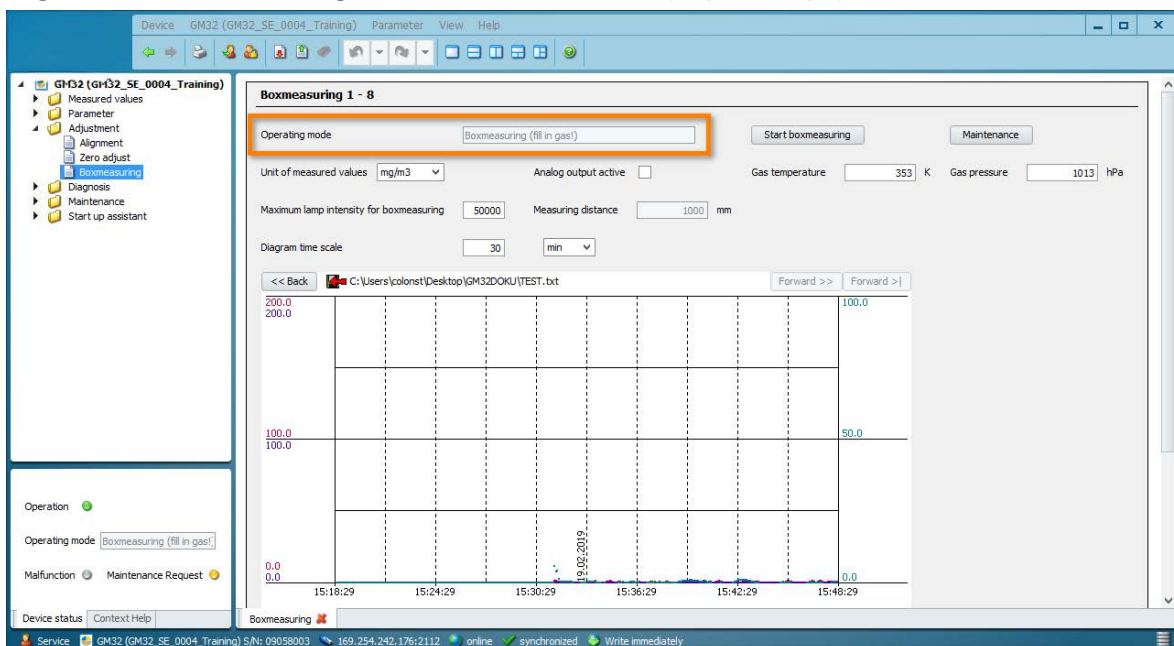 Device GM32 (GM32_SE_0004_Training) Parameter View Help
GM32 (GM32_SE_0004_Training)
Measured values
Parameter
Adjustment
Alignment
Zero adjust
Boxmeasuring
Diagnosis
Maintenance
Start up assistant
Operation
Operating mode Boxmeasuring (fill in gas!)
Malfunction Maintenance Request
Device status Context Help
Boxmeasuring 1 - 8
Operating mode Boxmeasuring (fill in gas!) Start boxmeasuring Maintenance
Unit of measured values mg/m3 Analog output active Gas temperature 353 K Gas pressure 1013 hPa
Maximum lamp intensity for boxmeasuring 50000 Measuring distance 1000 mm
Diagram time scale 30 min
<< Back C:\Users\colonst\Desktop\GM32DOKU\TEST.txt Forward >> Forward >|
200.0 100.0
200.0
100.0 50.0
100.0
19.02.2019
0.0
0.0 0.0
15:18:29 15:24:29 15:30:29 15:36:29 15:42:29 15:48:29
Boxmeasuring
Service GM32 (GM32_SE_0004_Training) S/N: 09058003 169.254.242.176:2112 online synchronized Write immediately